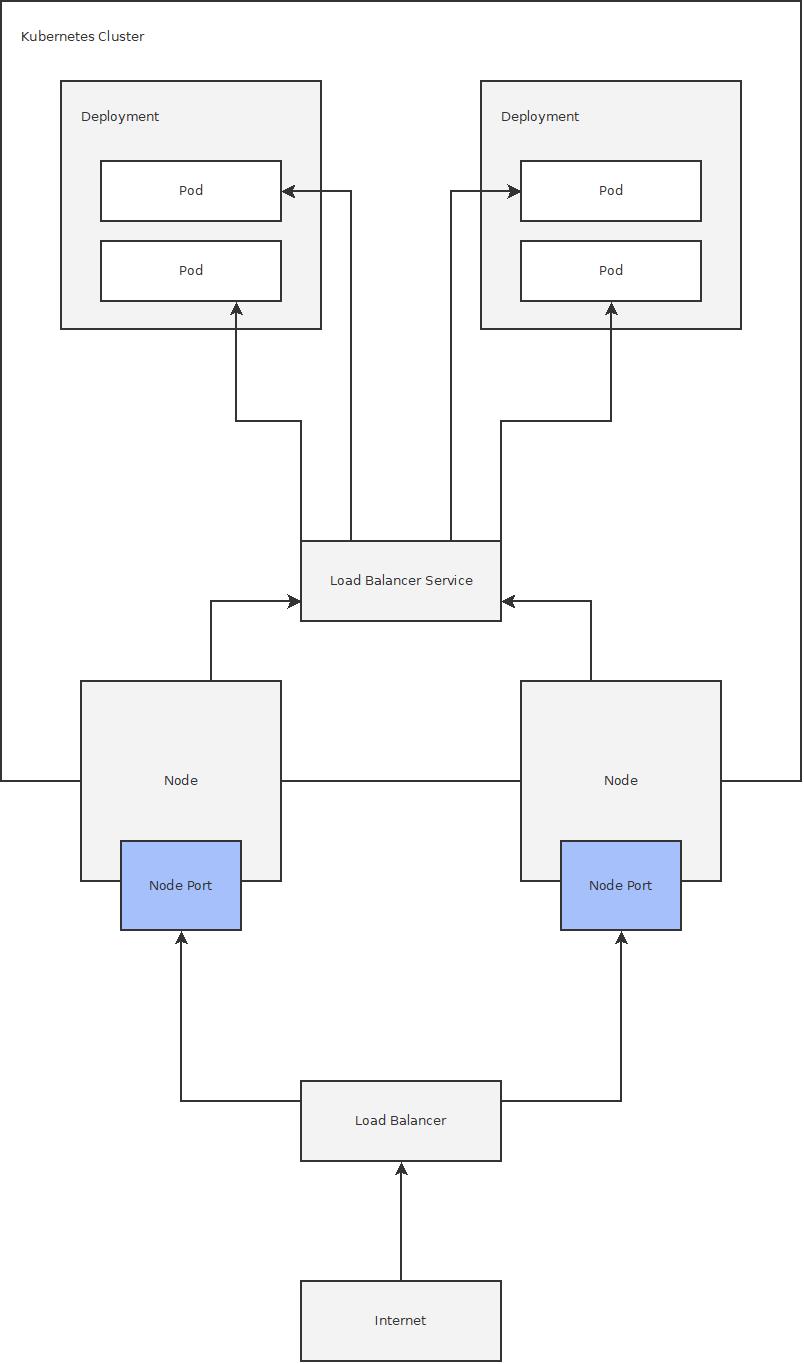 Kubernetes Cluster
Deployment
Deployment
Pod
Pod
Pod
Pod
Load Balancer Service
Node
Node
Node Port
Node Port
Load Balancer
Internet